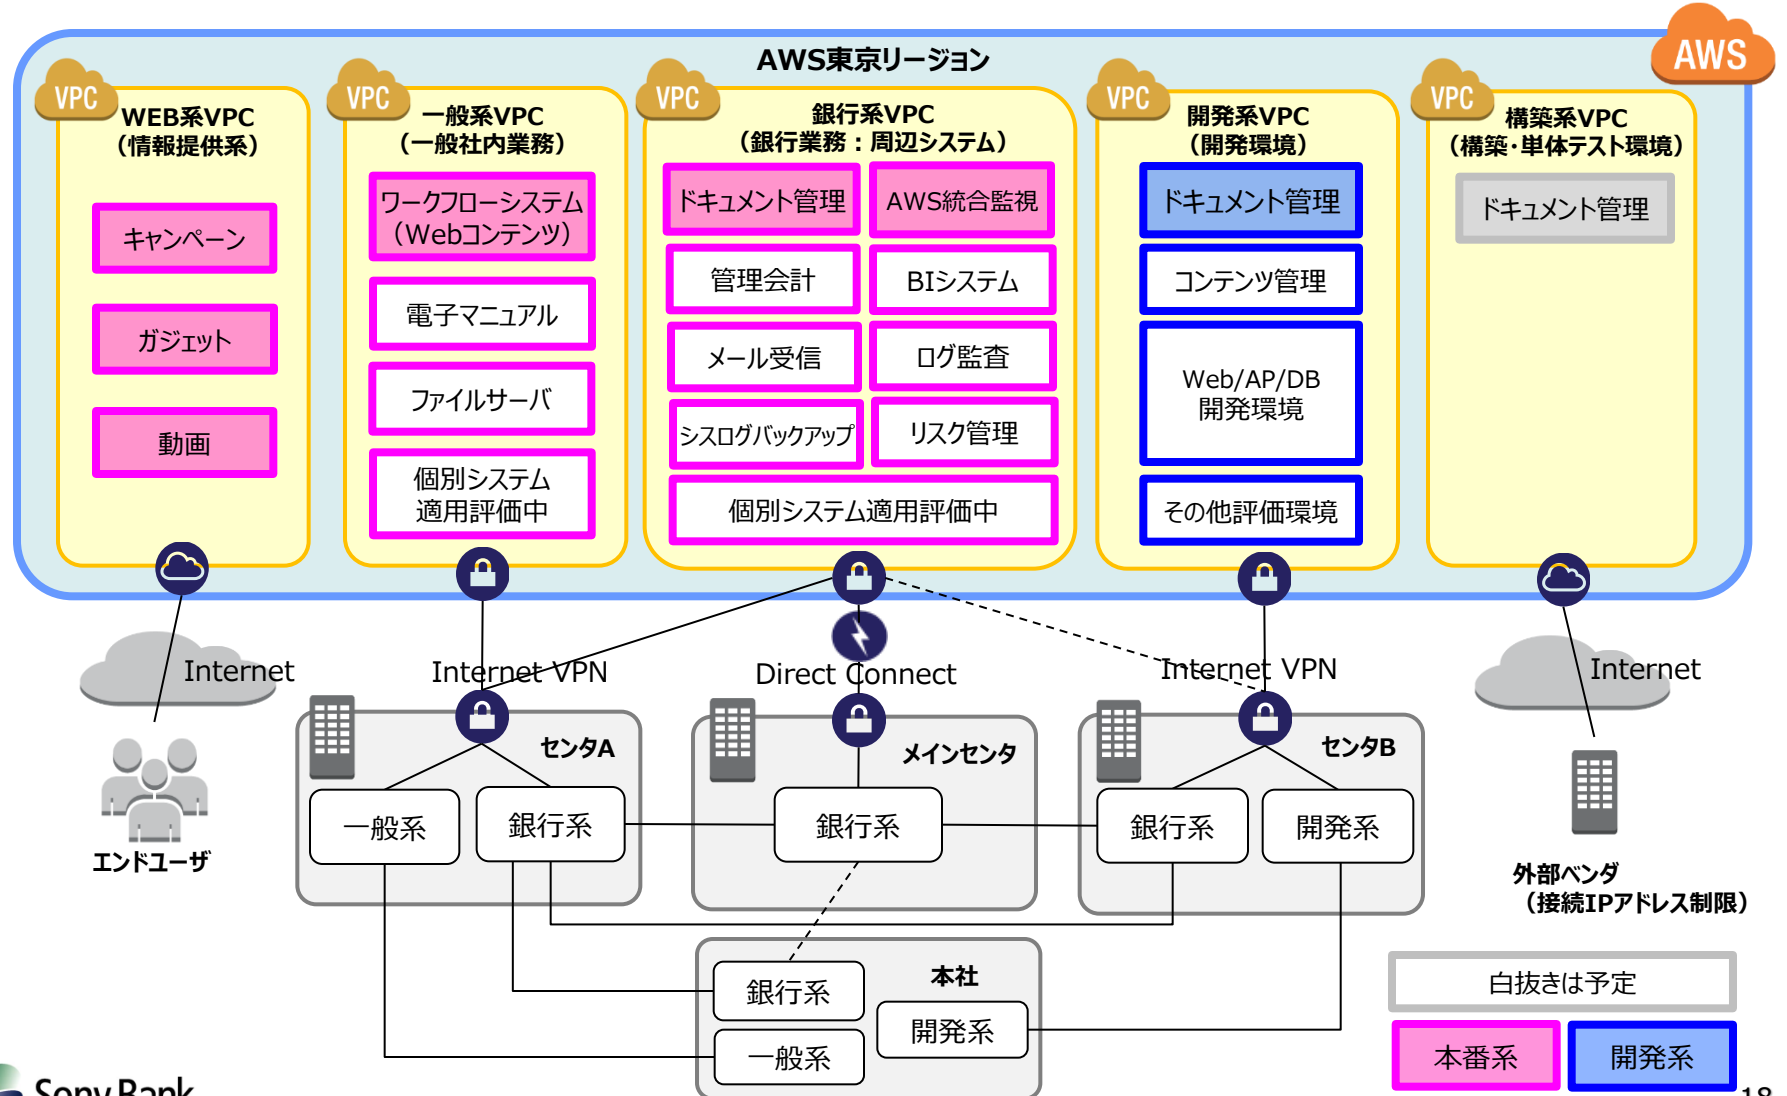 AWS東京リージョン
AWS
VPC
WEB系VPC
（情報提供系）
キャンペーン
ガジェット
動画
VPC
一般系VPC
（一般社内業務）
ワークフローシステム
（Webコンテンツ）
電子マニュアル
ファイルサーバ
個別システム
適用評価中
VPC
銀行系VPC
（銀行業務：周辺システム）
ドキュメント管理
AWS統合監視
管理会計
BIシステム
メール受信
ログ監査
シスログバックアップ
リスク管理
個別システム適用評価中
VPC
開発系VPC
（開発環境）
ドキュメント管理
コンテンツ管理
Web/AP/DB
開発環境
その他評価環境
VPC
構築系VPC
（構築・単体テスト環境）
ドキュメント管理
Internet
Internet VPN
Direct Connect
Internet VPN
Internet
エンドユーザ
センタA
一般系
銀行系
メインセンタ
銀行系
センタB
銀行系
開発系
外部ベンダ
（接続IPアドレス制限）
本社
銀行系
開発系
一般系
白抜きは予定
本番系
開発系
Sony Bank
18